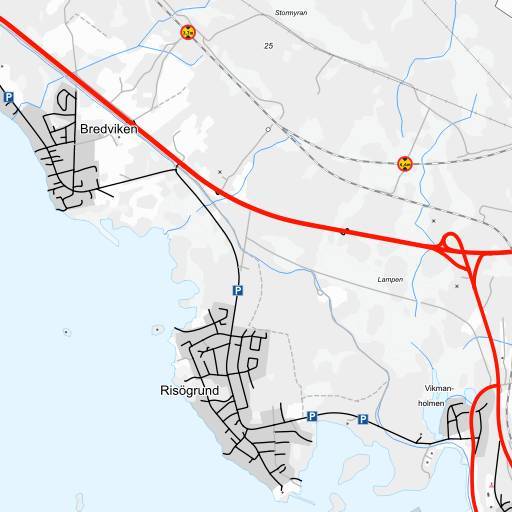 Stormyran
25
P
Bredviken
P
Lampen
Risögrund
Vikman-
holmen
P
P